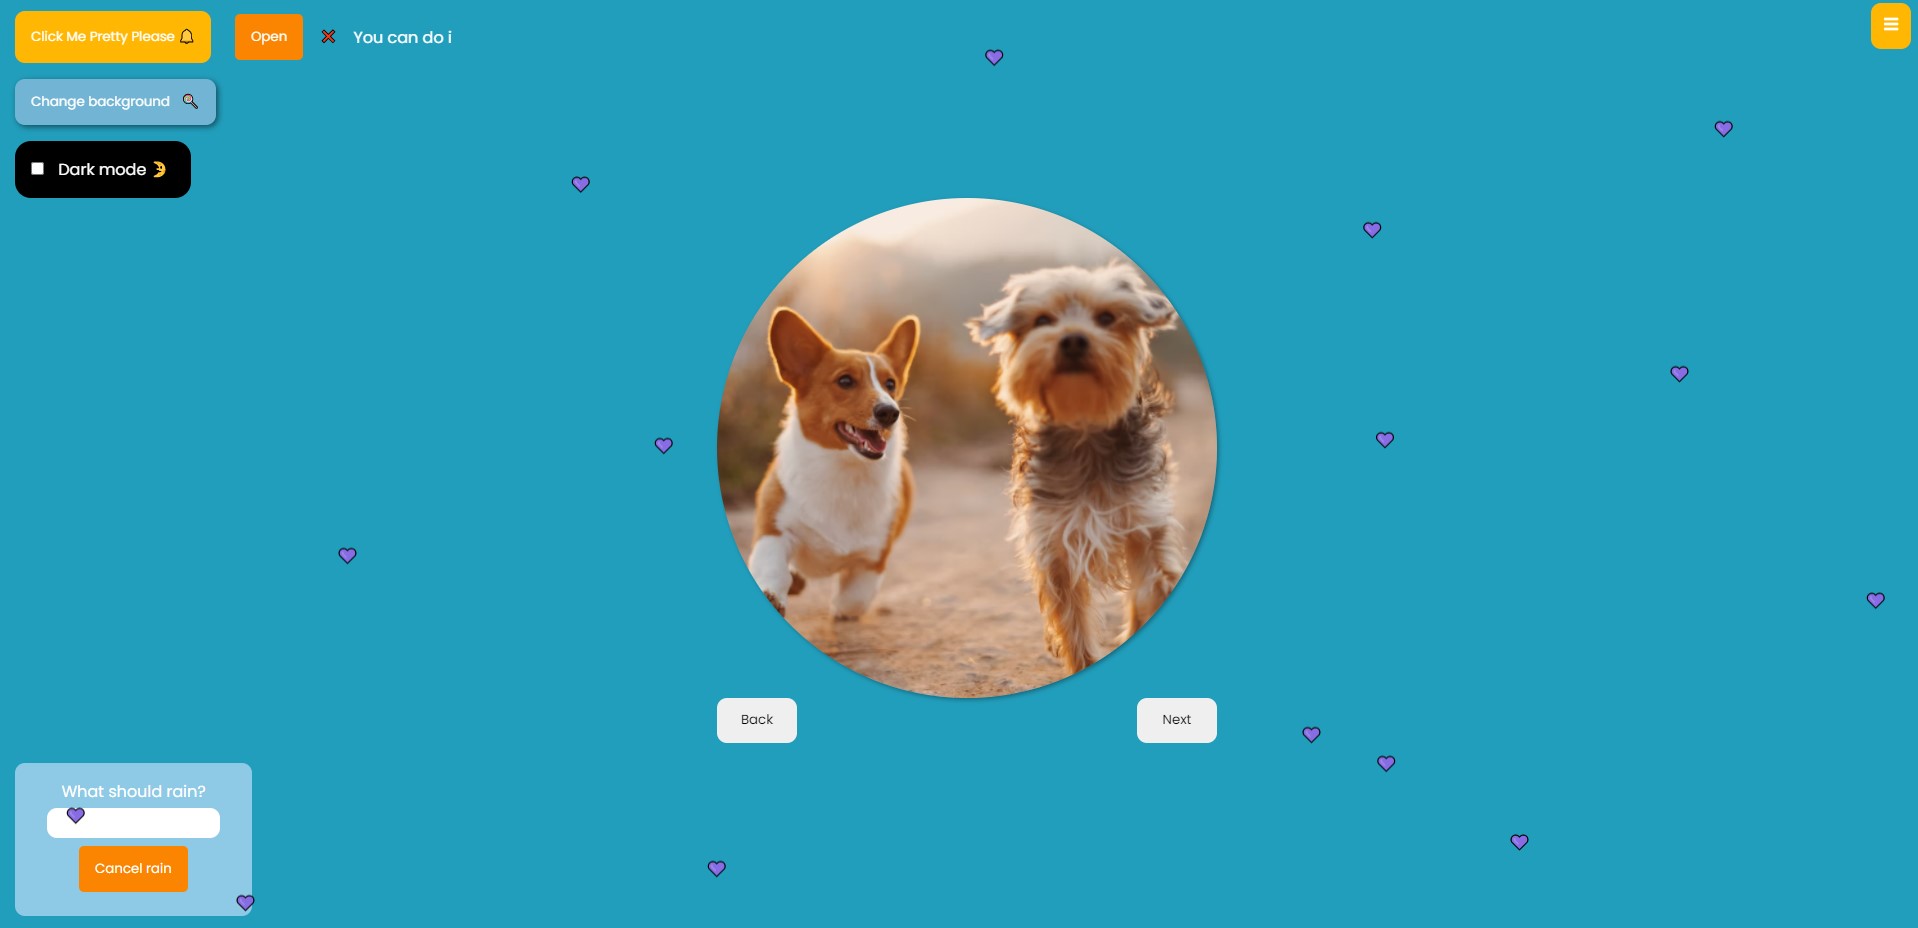 Click Me Pretty Please
Open
You can do i
Change background
Dark mode
Back
Next
What should rain?
Cancel rain